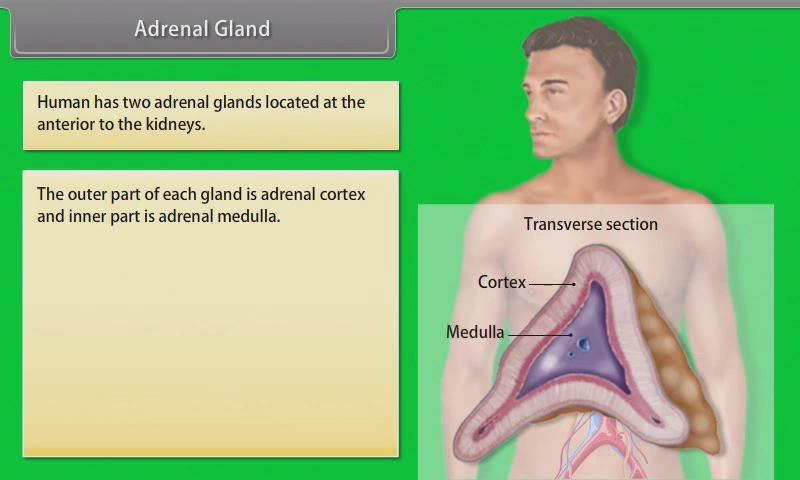 Adrenal Gland
Human has two adrenal glands located at the
anterior to the kidneys.
The outer part of each gland is adrenal cortex
and inner part is adrenal medulla.
Transverse section
Cortex
Medulla